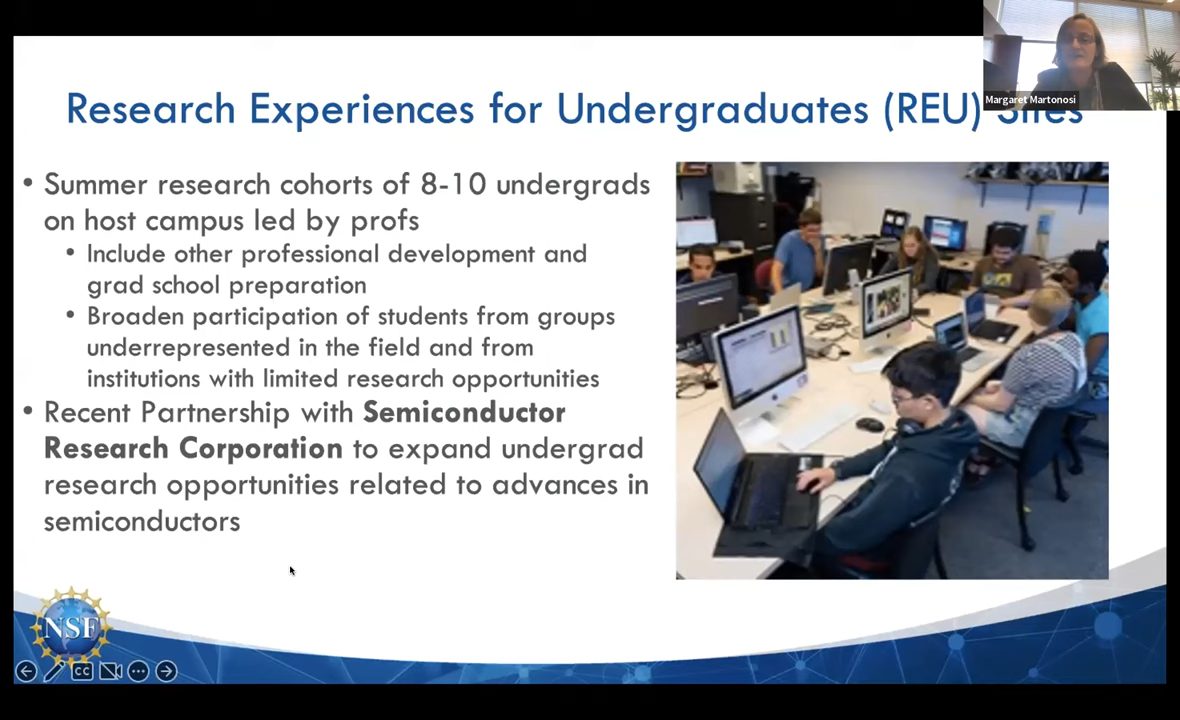 Margaret Martonosi
Research Experiences for Undergraduates (REU) Sites
• Summer research cohorts of 8-10 undergrads
on host campus led by profs
• Include other professional development and
grad school preparation
• Broaden participation of students from groups
underrepresented in the field and from
institutions with limited research opportunities
• Recent Partnership with Semiconductor
Research Corporation to expand undergrad
research opportunities related to advances in
semiconductors
NSF
CC